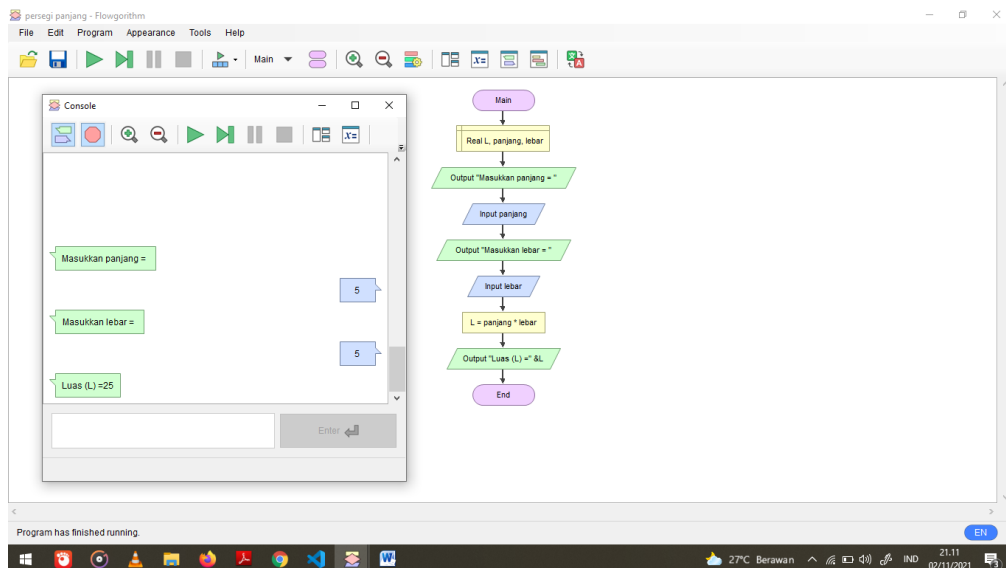 persegi panjang - Flowgorithm
File Edit Program Appearance Tools Help
Main
Console
Masukkan panjang =
5
Masukkan lebar =
5
Luas (L) =25
Enter
Main
Real L, panjang, lebar
Output "Masukkan panjang = "
Input panjang
Output "Masukkan lebar = "
Input lebar
L = panjang * lebar
Output "Luas (L) =" &L
End
Program has finished running.
EN
27°C Berawan
IND
21.11
02/11/2021